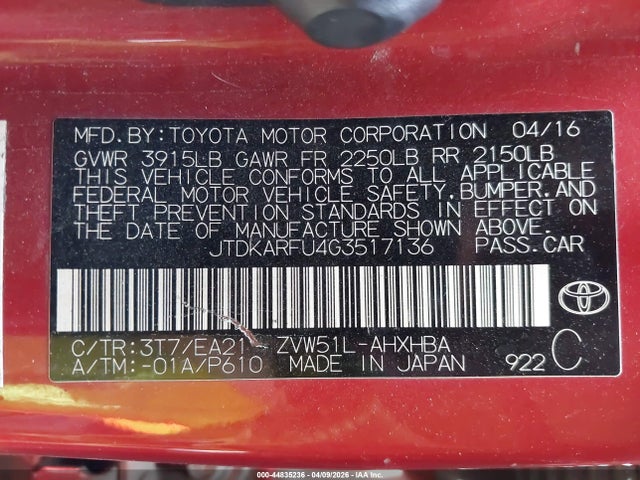 MFD.BY:TOYOTA MOTOR CORPORATION 04/16
GVWR 3915LB GAWR FR 2250LB RR 2150LB
THIS VEHICLE CONFORMS TO ALL APPLICABLE
FEDERAL MOTOR VEHICLE SAFETY,BUMPER,AND
THEFT PREVENTION STANDARDS IN EFFECT ON
THE DATE OF MANUFACTURE SHOWN ABOVE.
JTDKARFU4G3517136 PASS.CAR
C/TR:3T7/EA21 ZVW51L-AHXHBA
A/TM:-01A/P610 MADE IN JAPAN 922 C
000-44835236 - 04/09/2026 - IAA Inc.